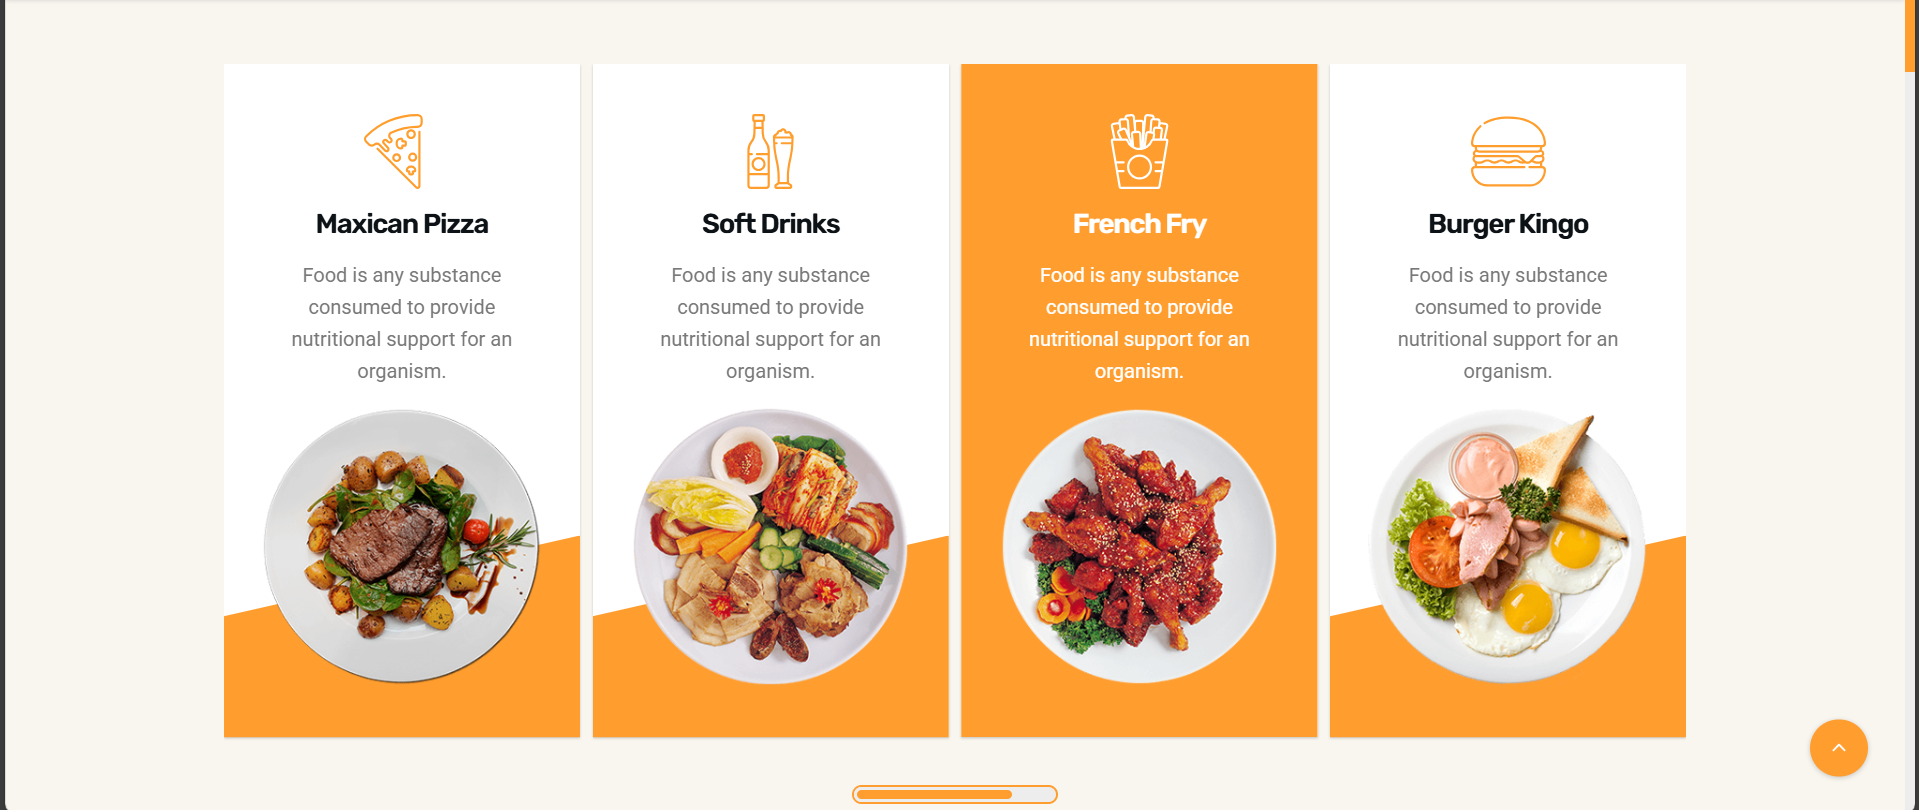 Maxican Pizza
Food is any substance
consumed to provide
nutritional support for an
organism.
Soft Drinks
Food is any substance
consumed to provide
nutritional support for an
organism.
French Fry
Food is any substance
consumed to provide
nutritional support for an
organism.
Burger Kingo
Food is any substance
consumed to provide
nutritional support for an
organism.